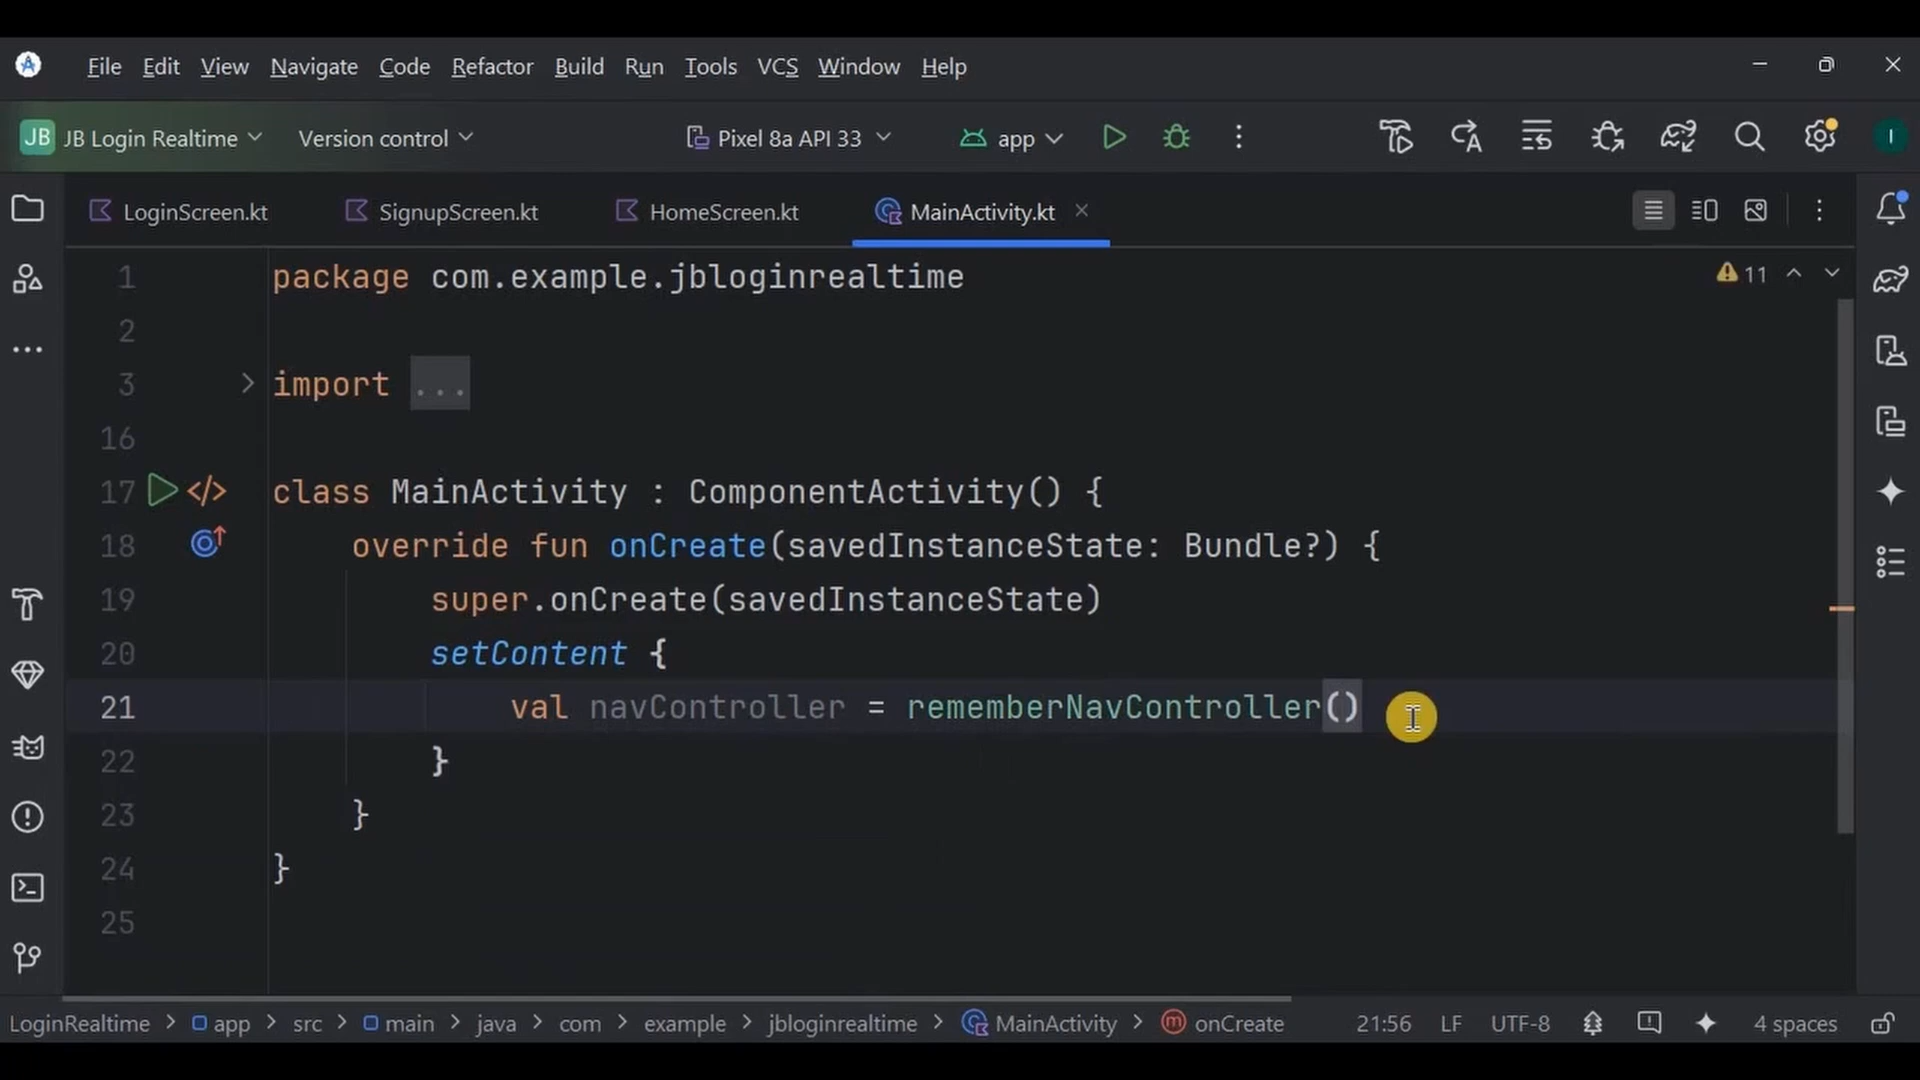 File Edit View Navigate Code Refactor Build Run Tools VCS Window Help
JB JB Login Realtime Version control Pixel 8a API 33 app I
LoginScreen.kt SignupScreen.kt HomeScreen.kt MainActivity.kt
1 package com.example.jbloginrealtime 11
2
3 import ...
16
17 class MainActivity : ComponentActivity() {
18 override fun onCreate(savedInstanceState: Bundle?) {
19 super.onCreate(savedInstanceState)
20 setContent {
21 val navController = rememberNavController()
22 }
23 }
24 }
25
LoginRealtime > app > src > main > java > com > example > jbloginrealtime > MainActivity > onCreate 21:56 LF UTF-8 4 spaces